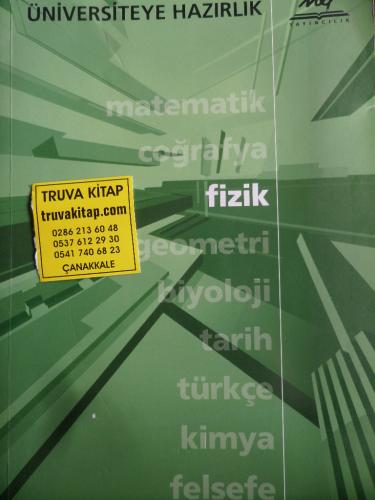 ÜNİVERSİTEYE HAZIRLIK
YAYINCILIK
matematik
coğrafya
fizik
geometri
biyoloji
tarih
türkçe
kimya
felsefe
TRUVA KİTAP
truvakitap.com
0286 213 60 48
0537 612 29 30
0541 740 68 23
ÇANAKKALE